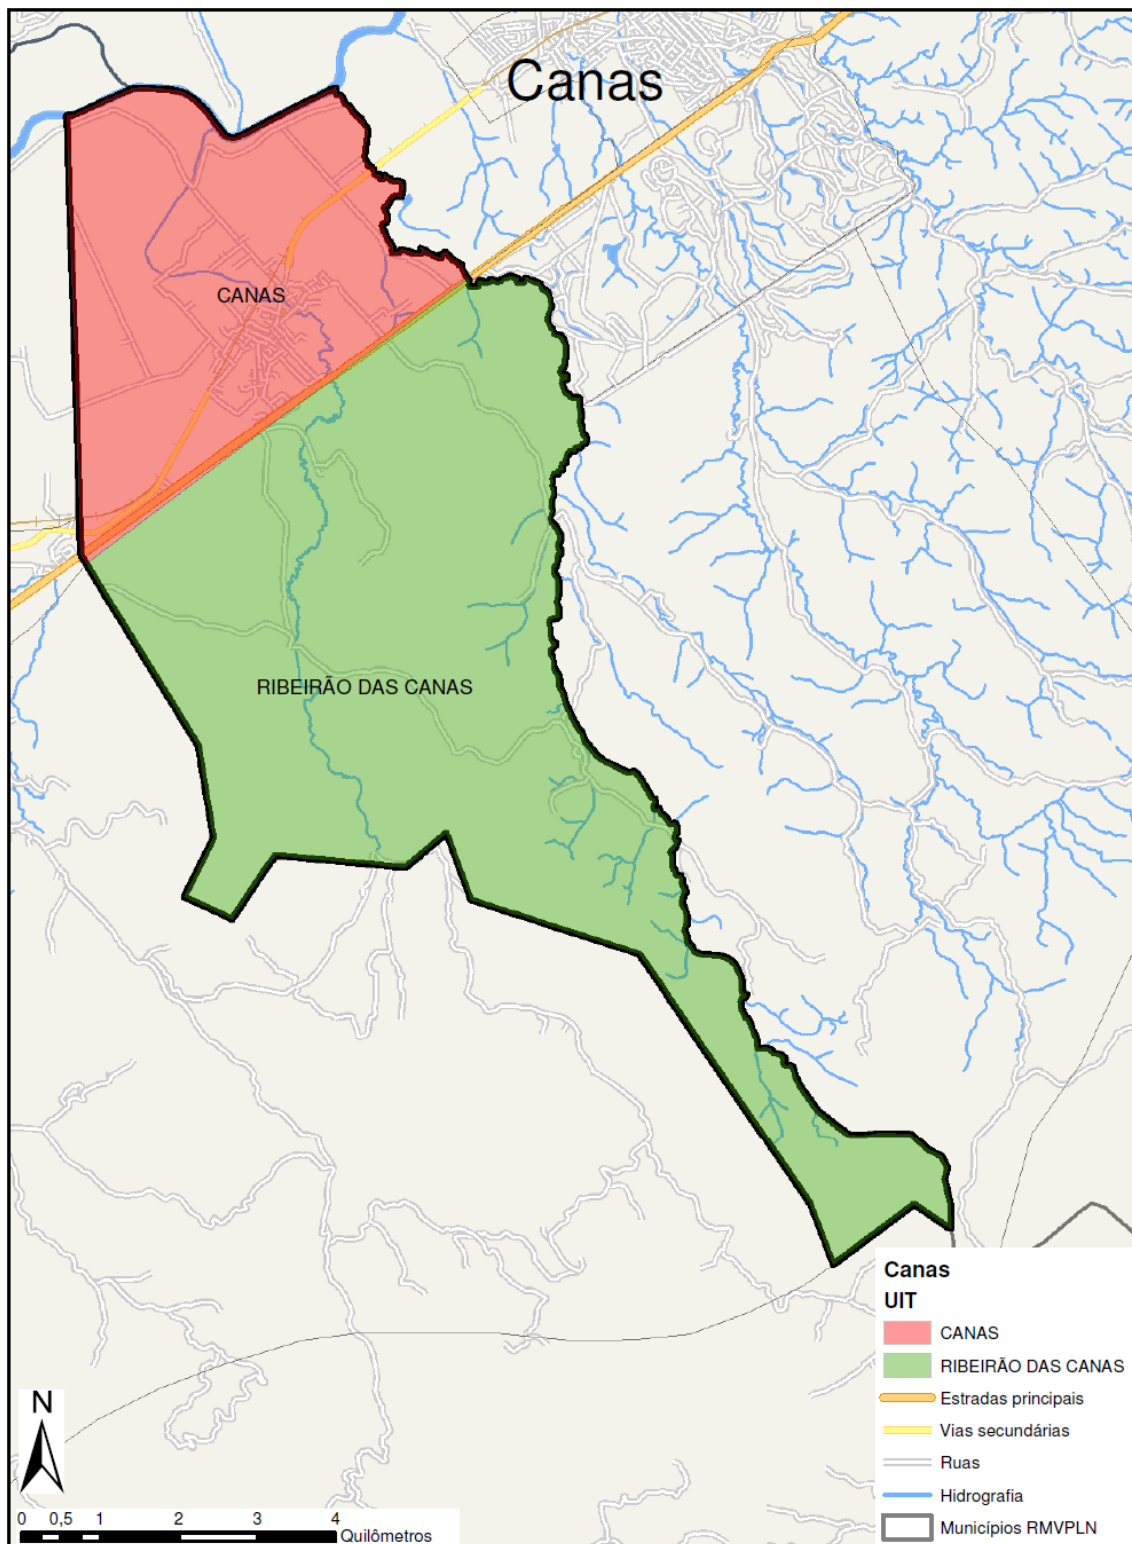 Canas
CANAS
RIBEIRÃO DAS CANAS
Canas
UIT
CANAS
RIBEIRÃO DAS CANAS
Estradas principais
Vias secundárias
Ruas
Hidrografia
Municípios RMVPLN
N
0 0,5 1 2 3 4
Quilômetros